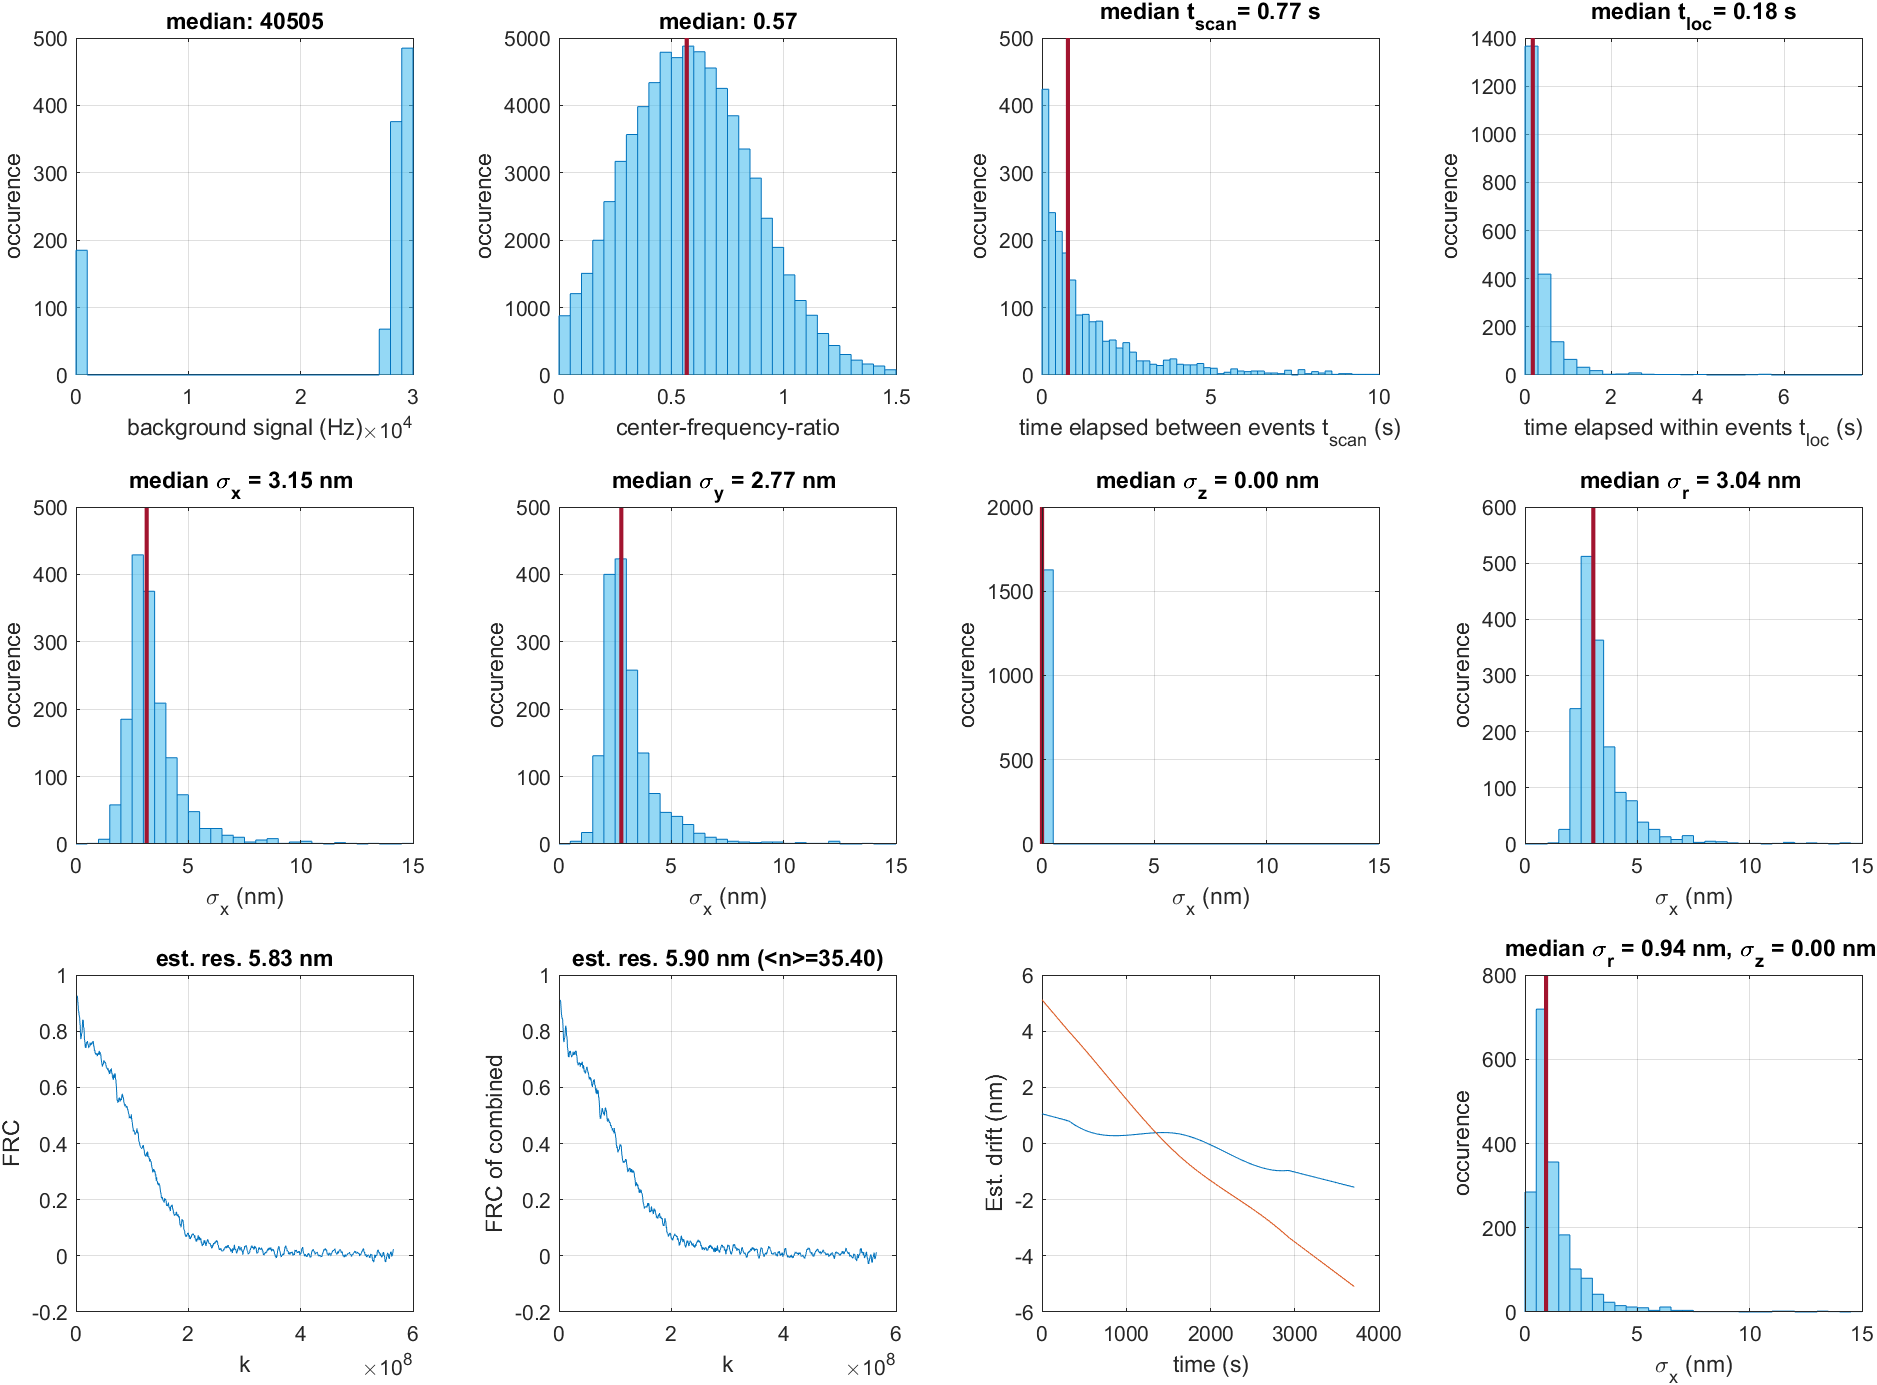 median: 40505
500
400
300
200
100
0
occurence
0 1 2 3
background signal (Hz) ×10⁴
median: 0.57
5000
4000
3000
2000
1000
0
occurence
0 0.5 1 1.5
center-frequency-ratio
median t_scan= 0.77 s
500
400
300
200
100
0
occurence
0 5 10
time elapsed between events t_scan (s)
median t_loc = 0.18 s
1400
1200
1000
800
600
400
200
0
occurence
0 2 4 6
time elapsed within events t_loc (s)
median σ_x = 3.15 nm
500
400
300
200
100
0
occurence
0 5 10 15
σ_x (nm)
median σ_y = 2.77 nm
500
400
300
200
100
0
occurence
0 5 10 15
σ_x (nm)
median σ_z = 0.00 nm
2000
1500
1000
500
0
occurence
0 5 10 15
σ_x (nm)
median σ_r = 3.04 nm
600
500
400
300
200
100
0
occurence
0 5 10 15
σ_x (nm)
est. res. 5.83 nm
1
0.8
0.6
0.4
0.2
0
-0.2
FRC
0 2 4 6
k ×10⁸
est. res. 5.90 nm (<n>=35.40)
1
0.8
0.6
0.4
0.2
0
-0.2
FRC of combined
0 2 4 6
k ×10⁸
6
4
2
0
-2
-4
-6
Est. drift (nm)
0 1000 2000 3000 4000
time (s)
median σ_r = 0.94 nm, σ_z = 0.00 nm
800
600
400
200
0
occurence
0 5 10 15
σ_x (nm)